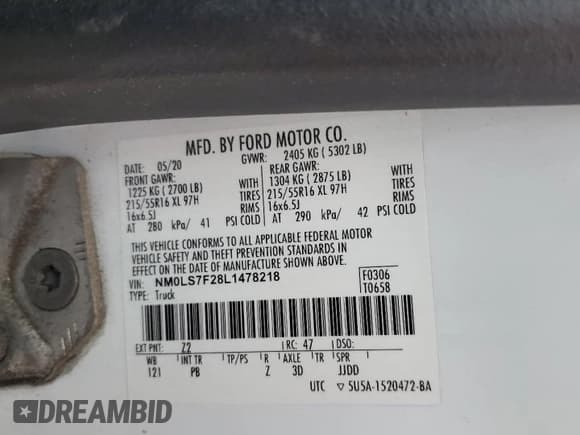 MFD. BY FORD MOTOR CO.
DATE: 05/20 GVWR: 2405 KG ( 5302 LB)
FRONT GAWR: REAR GAWR:
1225 KG ( 2700 LB) WITH 1304 KG ( 2875 LB) WITH
215/55R16 XL 97H TIRES 215/55R16 XL 97H TIRES
16x6.5J RIMS 16x6.5J RIMS
AT 280 kPa/ 41 PSI COLD AT 290 kPa/ 42 PSI COLD
THIS VEHICLE CONFORMS TO ALL APPLICABLE FEDERAL MOTOR
VEHICLE SAFETY AND THEFT PREVENTION STANDARDS IN
EFFECT ON THE DATE OF MANUFACTURE SHOWN ABOVE.
VIN: NM0LS7F28L1478218 F0306
TYPE: Truck T0658
EXT PNT: Z2 RC: 47 DSO:
WB INT TR TP/PS R AXLE TR SPR
121 PB Z 3D JJDD
UTC ▽ 5U5A-1520472-BA
DREAMBID